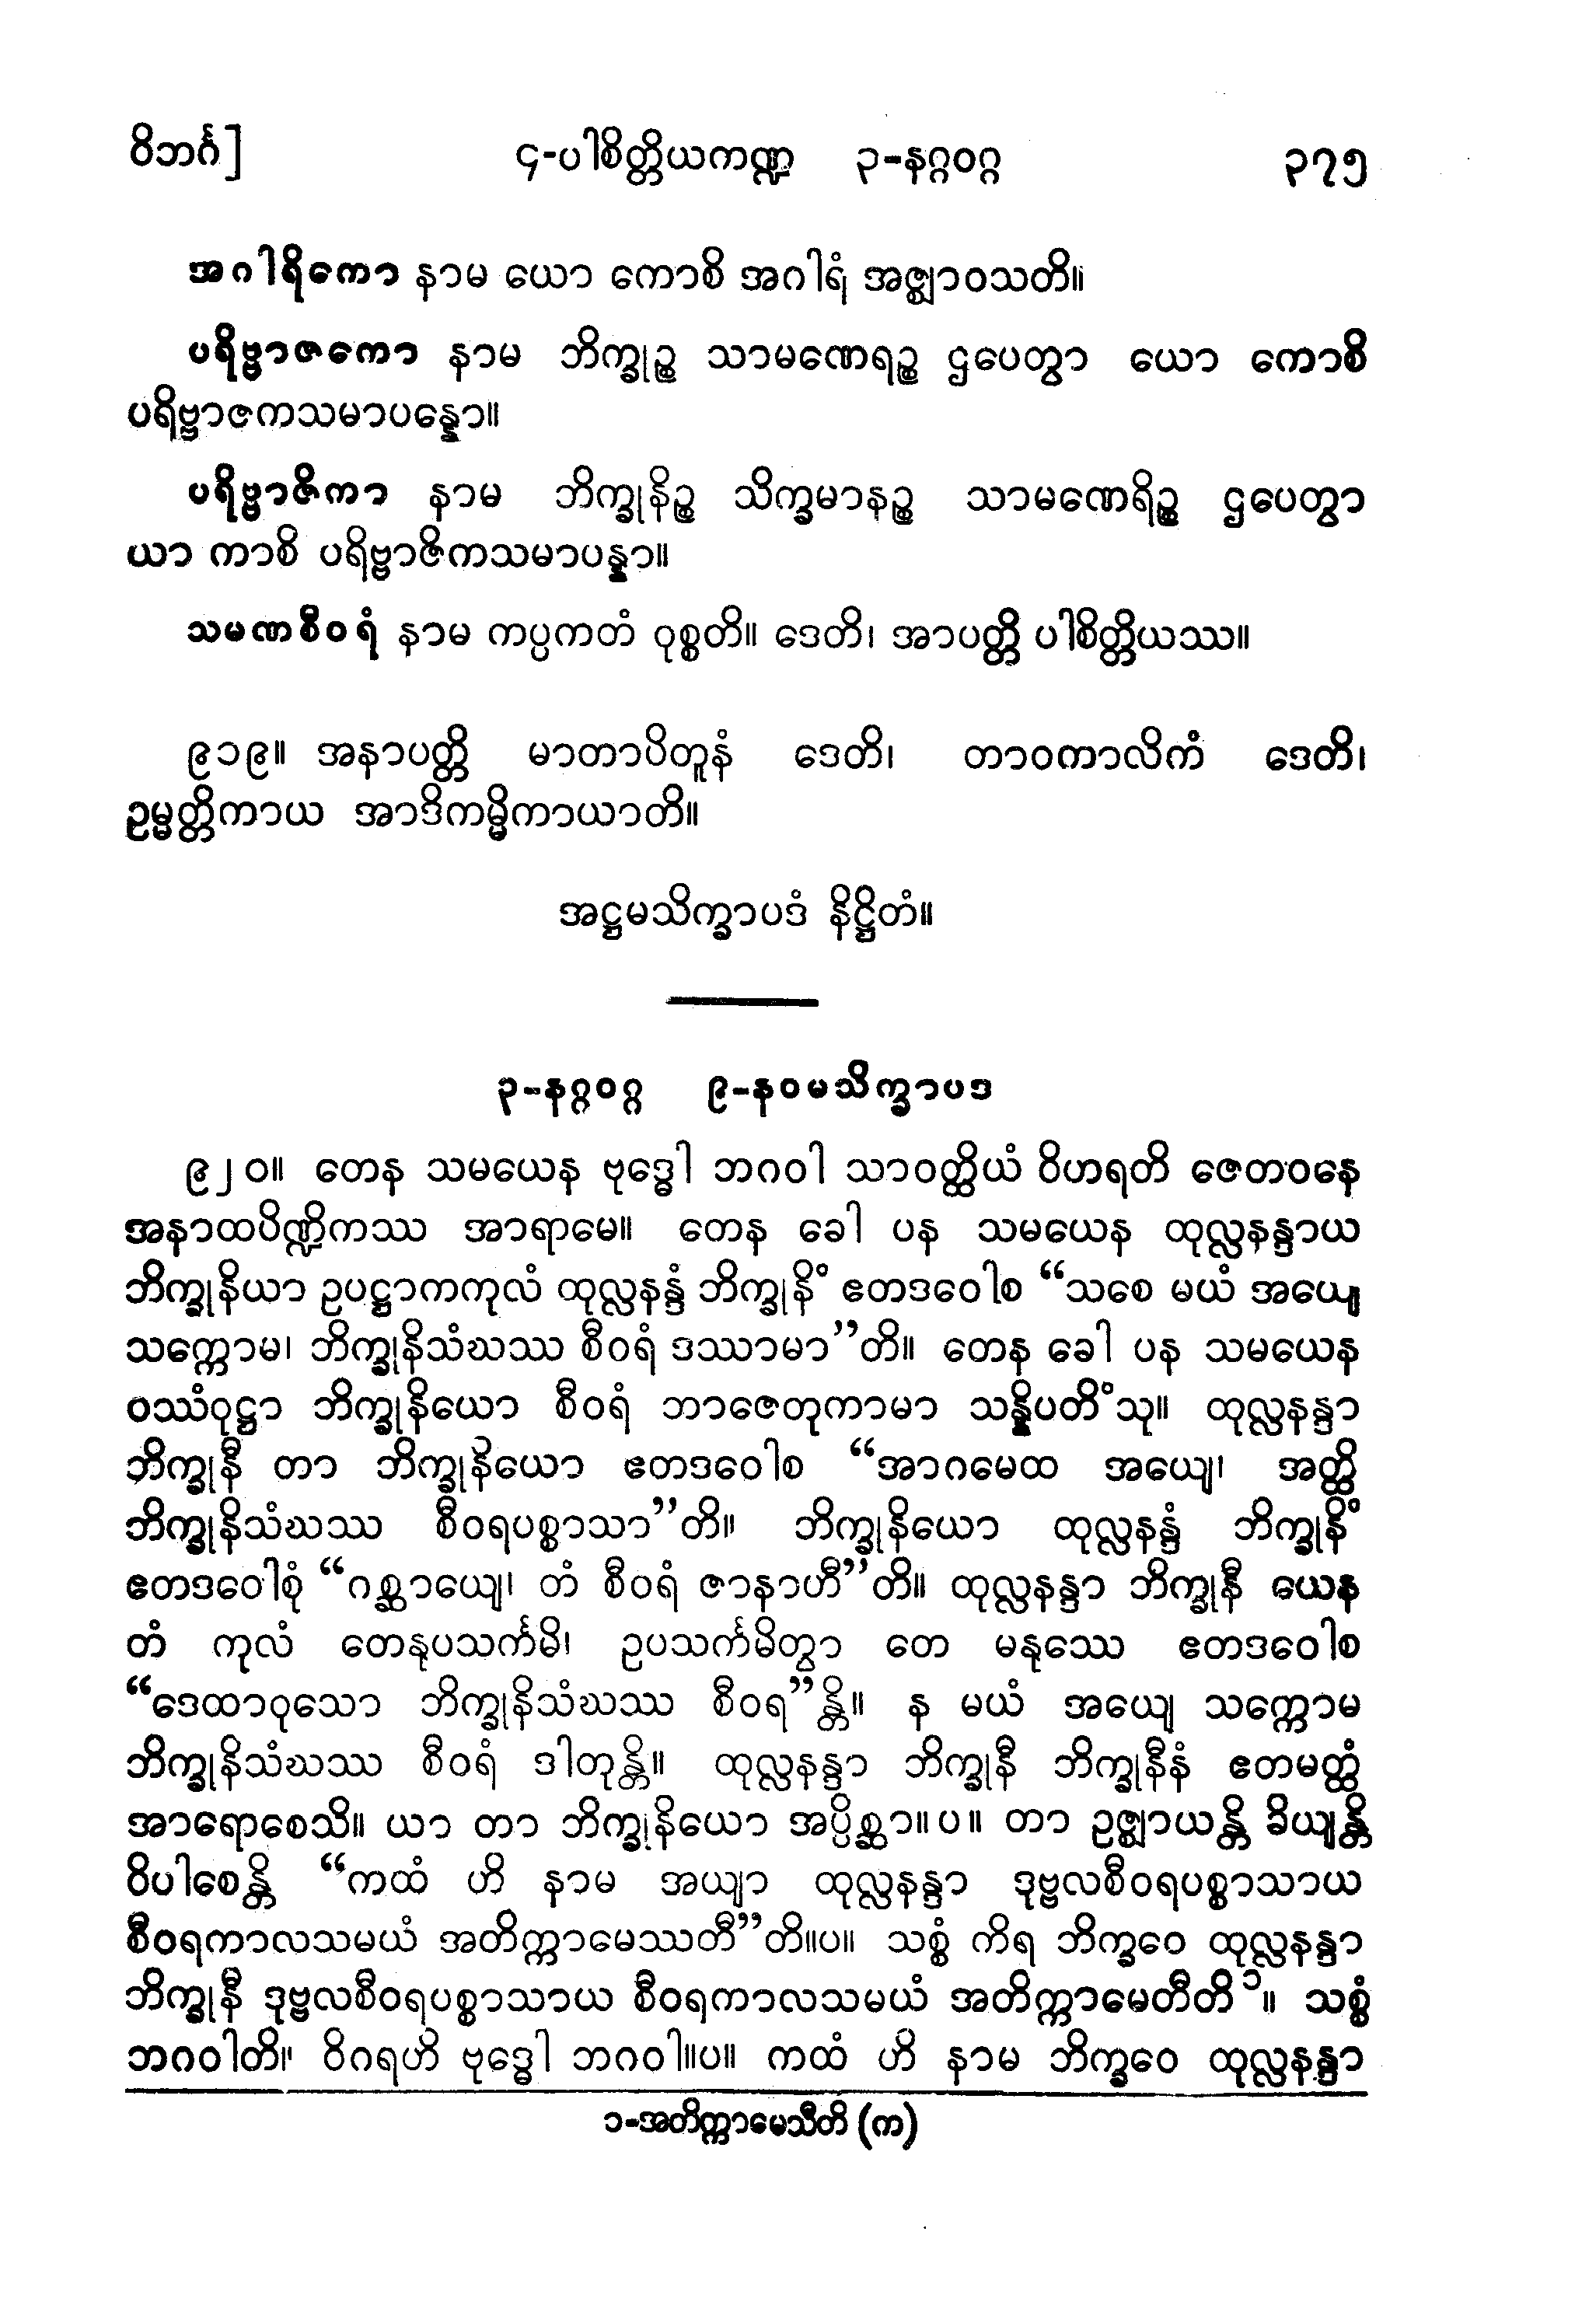 ဝိဘင်္ဂ] ၄-ပါစိတ္တိယကဏ္ဍ ၃-နဂ္ဂဝဂ္ဂ ၃၇၅
အဂါရိကော နာမ ယော ကောစိ အဂါရံ အဇ္ဈာဝသတိ။
ပရိဗ္ဗာဇကော နာမ ဘိက္ခုဉ္စ သာမဏေရဉ္စ ဌပေတွာ ယော ကောစိ
ပရိဗ္ဗာဇကသမာပန္နော။
ပရိဗ္ဗာဇိကာ နာမ ဘိက္ခုနိဉ္စ သိက္ခမာနဉ္စ သာမဏေရိဉ္စ ဌပေတွာ
ယာ ကာစိ ပရိဗ္ဗာဇိကသမာပန္နာ။
သမဏစီဝရံ နာမ ကပ္ပကတံ ဝုစ္စတိ။ ဒေတိ၊ အာပတ္တိ ပါစိတ္တိယဿ။
၉၁၉။ အနာပတ္တိ မာတာပိတူနံ ဒေတိ၊ တာဝကာလိကံ ဒေတိ၊
ဥမ္မတ္တိကာယ အာဒိကမ္မိကာယာတိ။
အဋ္ဌမသိက္ခာပဒံ နိဋ္ဌိတံ။
၃-နဂ္ဂဝဂ္ဂ ၉-နဝမသိက္ခာပဒ
၉၂၀။ တေန သမယေန ဗုဒ္ဓေါ ဘဂဝါ သာဝတ္ထိယံ ဝိဟရတိ ဇေတဝနေ
အနာထပိဏ္ဍိကဿ အာရာမေ။ တေန ခေါ ပန သမယေန ထုလ္လနန္ဒာယ
ဘိက္ခုနိယာ ဥပဋ္ဌာကကုလံ ထုလ္လနန္ဒံ ဘိက္ခုနိံ ဧတဒဝေါစ “သစေ မယံ အယျေ
သက္ကောမ၊ ဘိက္ခုနိသံဃဿ စီဝရံ ဒဿာမာ”တိ။ တေန ခေါ ပန သမယေန
ဝဿံဝုဋ္ဌာ ဘိက္ခုနိယော စီဝရံ ဘာဇေတုကာမာ သန္နိပတိံသု။ ထုလ္လနန္ဒာ
ဘိက္ခုနီ တာ ဘိက္ခုနိယော ဧတဒဝေါစ “အာဂမေထ အယျေ၊ အတ္ထိ
ဘိက္ခုနိသံဃဿ စီဝရပစ္စာသာ”တိ။ ဘိက္ခုနိယော ထုလ္လနန္ဒံ ဘိက္ခုနိံ
ဧတဒဝေါစုံ “ဂစ္ဆာယျေ၊ တံ စီဝရံ ဇာနာဟီ”တိ။ ထုလ္လနန္ဒာ ဘိက္ခုနီ ယေန
တံ ကုလံ တေနုပသင်္ကမိ၊ ဥပသင်္ကမိတွာ တေ မနုဿေ ဧတဒဝေါစ
“ဒေထာဝုသော ဘိက္ခုနိသံဃဿ စီဝရ”န္တိ။ န မယံ အယျေ သက္ကောမ
ဘိက္ခုနိသံဃဿ စီဝရံ ဒါတုန္တိ။ ထုလ္လနန္ဒာ ဘိက္ခုနီ ဘိက္ခုနီနံ ဧတမတ္ထံ
အာရောစေသိ။ ယာ တာ ဘိက္ခုနိယော အပ္ပိစ္ဆာ။ပ။ တာ ဥဇ္ဈာယန္တိ ခိယျန္တိ
ဝိပါစေန္တိ “ကထံ ဟိ နာမ အယျာ ထုလ္လနန္ဒာ ဒုဗ္ဗလစီဝရပစ္စာသာယ
စီဝရကာလသမယံ အတိက္ကာမေဿတီ”တိ။ပ။ သစ္စံ ကိရ ဘိက္ခဝေ ထုလ္လနန္ဒာ
ဘိက္ခုနီ ဒုဗ္ဗလစီဝရပစ္စာသာယ စီဝရကာလသမယံ အတိက္ကာမေတီတိ၁။ သစ္စံ
ဘဂဝါတိ။ ဝိဂရဟိ ဗုဒ္ဓေါ ဘဂဝါ။ပ။ ကထံ ဟိ နာမ ဘိက္ခဝေ ထုလ္လနန္ဒာ
၁-အတိက္ကာမေသီတိ (က)